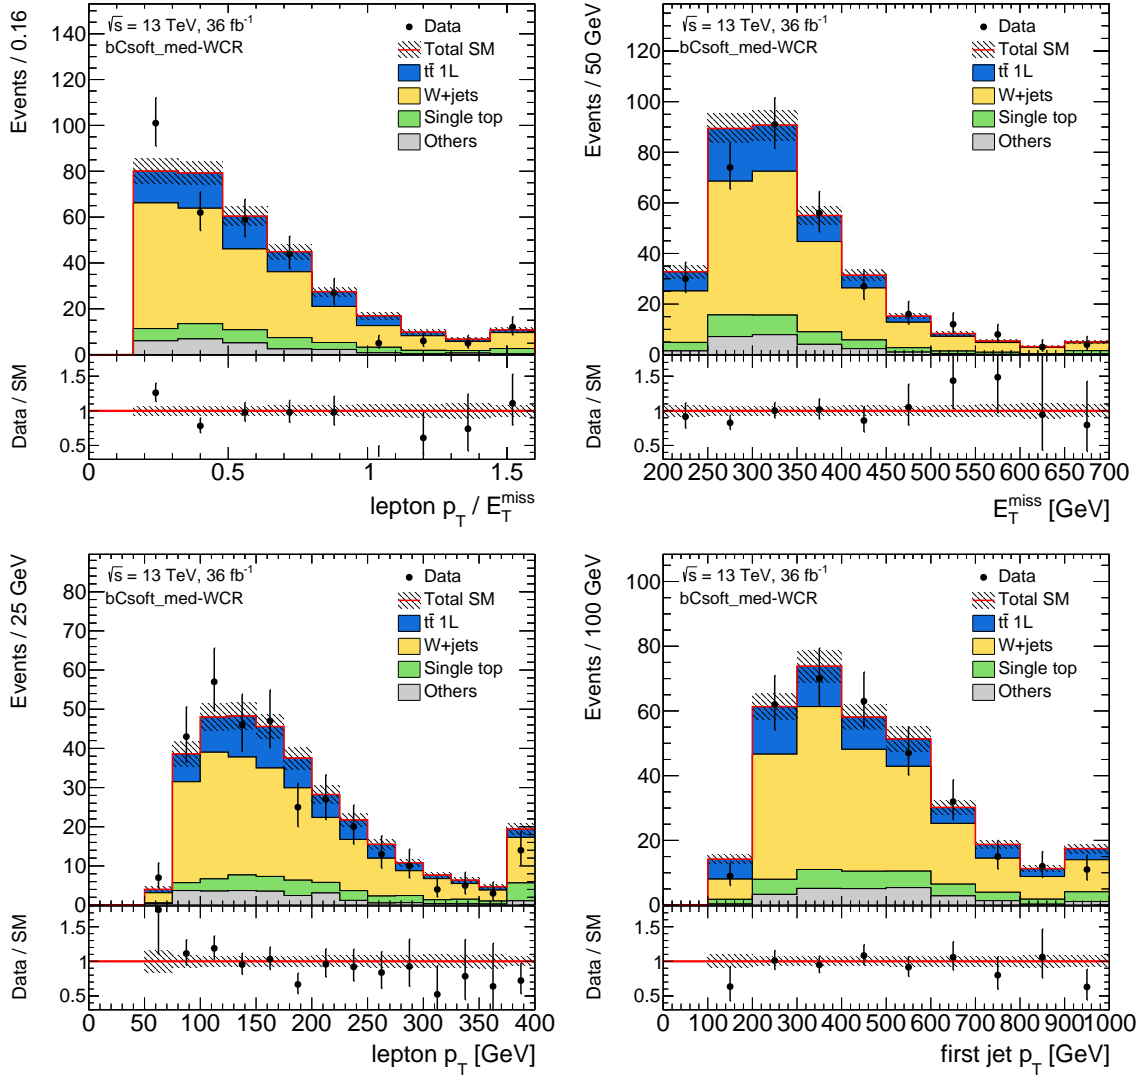 Events / 0.16
√s = 13 TeV, 36 fb⁻¹
bCsoft_med-WCR
Data
Total SM
tt̄ 1L
W+jets
Single top
Others
140
120
100
80
60
40
20
0
Data / SM
1.5
1
0.5
0 0.5 1 1.5
lepton p_T / E_T^miss
Events / 50 GeV
√s = 13 TeV, 36 fb⁻¹
bCsoft_med-WCR
Data
Total SM
tt̄ 1L
W+jets
Single top
Others
120
100
80
60
40
20
0
Data / SM
1.5
1
0.5
200 250 300 350 400 450 500 550 600 650 700
E_T^miss [GeV]
Events / 25 GeV
√s = 13 TeV, 36 fb⁻¹
bCsoft_med-WCR
Data
Total SM
tt̄ 1L
W+jets
Single top
Others
80
70
60
50
40
30
20
10
0
Data / SM
1.5
1
0.5
0 50 100 150 200 250 300 350 400
lepton p_T [GeV]
Events / 100 GeV
√s = 13 TeV, 36 fb⁻¹
bCsoft_med-WCR
Data
Total SM
tt̄ 1L
W+jets
Single top
Others
100
80
60
40
20
0
Data / SM
1.5
1
0.5
0 100 200 300 400 500 600 700 800 900 1000
first jet p_T [GeV]